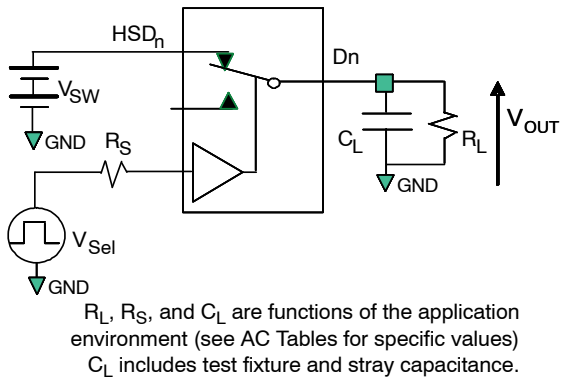 HSDn
Dn
VSW
GND
RS
CL
RL
VOUT
GND
VSel
GND
RL, RS, and CL are functions of the application
environment (see AC Tables for specific values)
CL includes test fixture and stray capacitance.